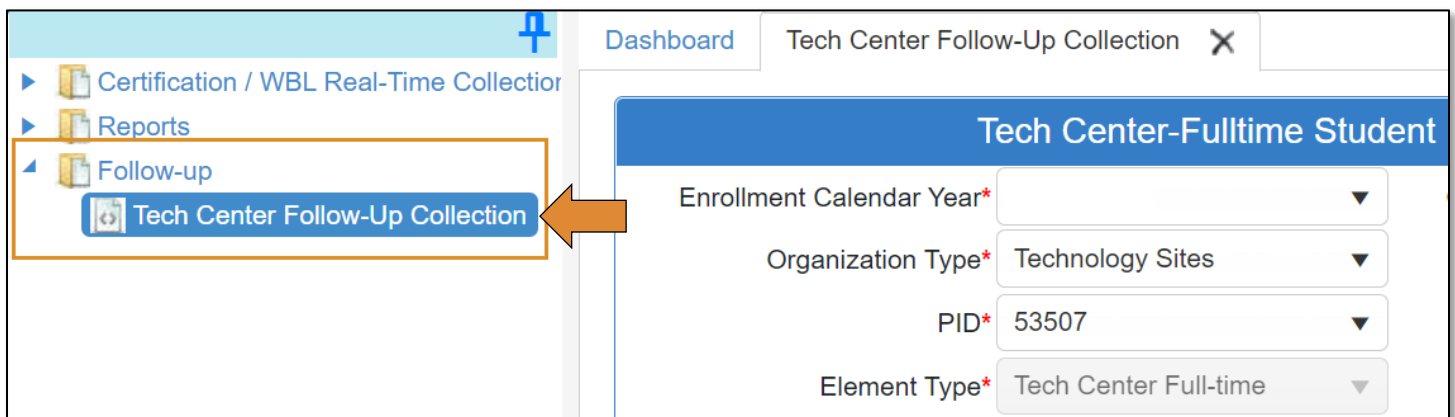 Dashboard
Tech Center Follow-Up Collection
Certification / WBL Real-Time Collection
Reports
Follow-up
Tech Center Follow-Up Collection
Tech Center-Fulltime Student
Enrollment Calendar Year*
Organization Type* Technology Sites
PID* 53507
Element Type* Tech Center Full-time